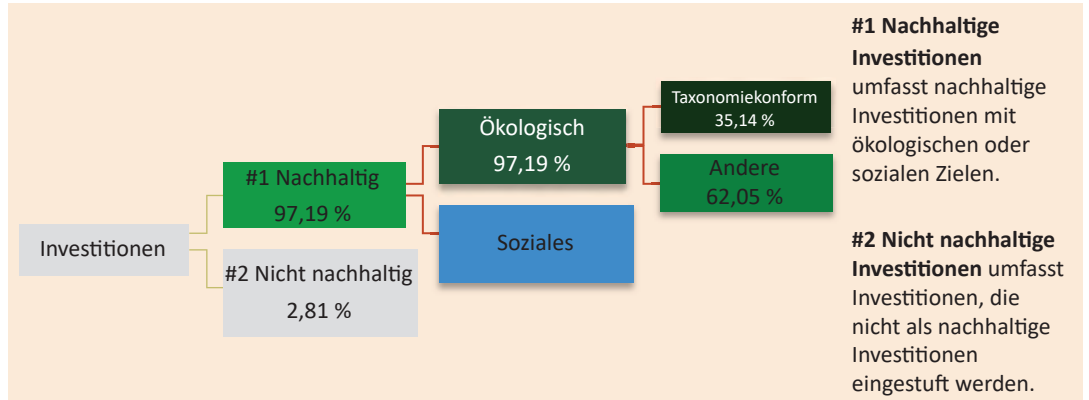 Investitionen
#1 Nachhaltig
97,19 %
#2 Nicht nachhaltig
2,81 %
Ökologisch
97,19 %
Soziales
Taxonomiekonform
35,14 %
Andere
62,05 %
#1 Nachhaltige
Investitionen
umfasst nachhaltige
Investitionen mit
ökologischen oder
sozialen Zielen.
#2 Nicht nachhaltige
Investitionen umfasst
Investitionen, die
nicht als nachhaltige
Investitionen
eingestuft werden.